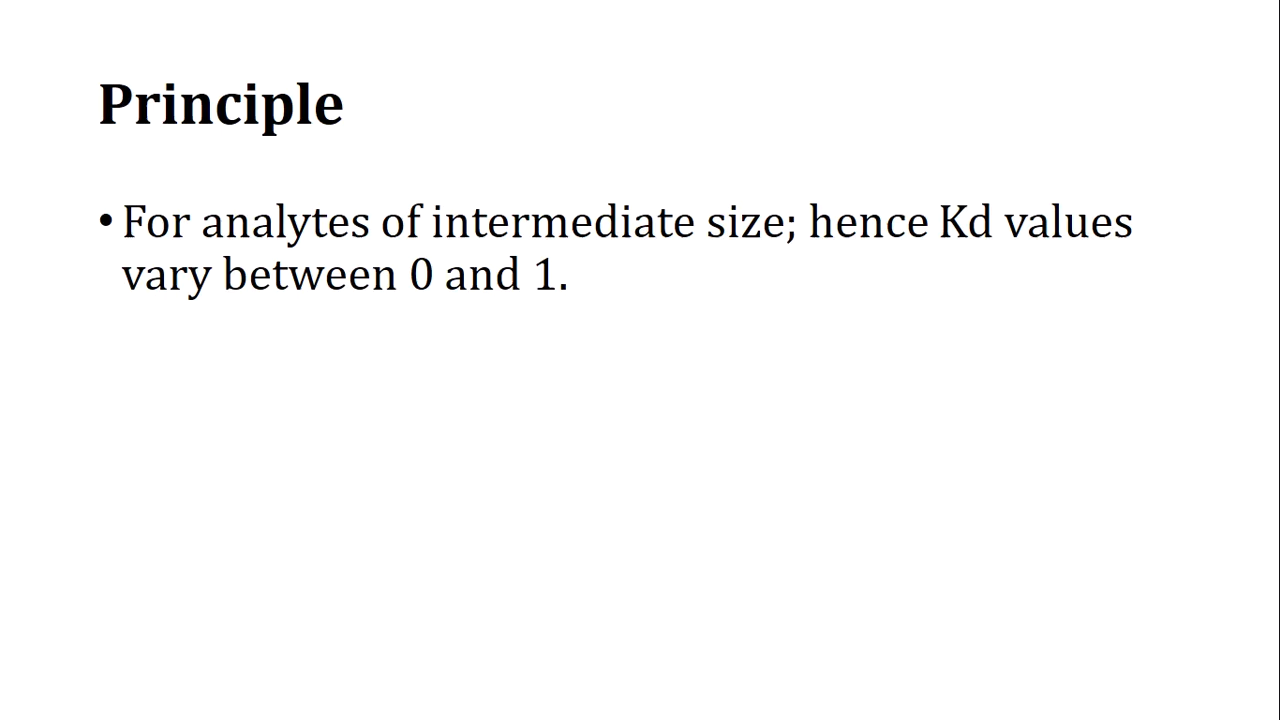 Principle
• For analytes of intermediate size; hence Kd values
vary between 0 and 1.